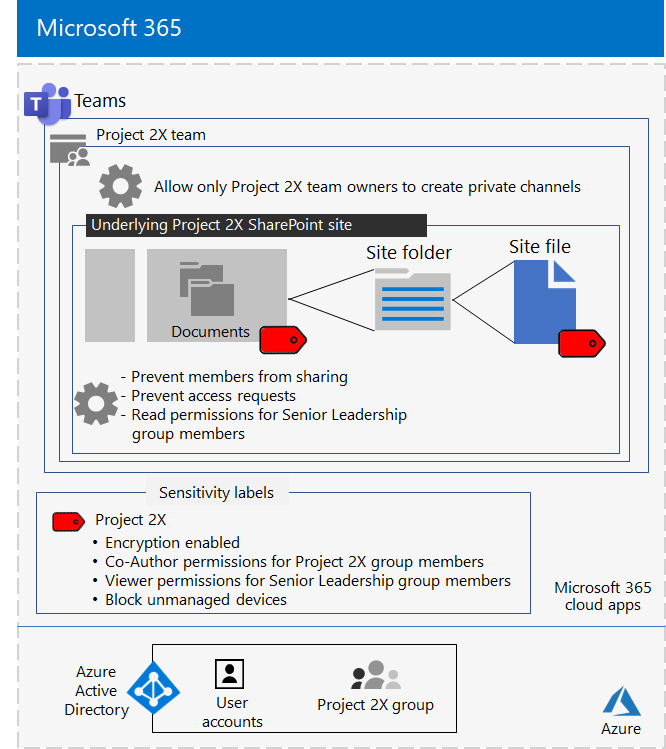 Microsoft 365
T
Teams
Project 2X team
Allow only Project 2X team owners to create private channels
Underlying Project 2X SharePoint site
Site folder
Site file
Documents
- Prevent members from sharing
- Prevent access requests
- Read permissions for Senior Leadership
group members
Sensitivity labels
Project 2X
• Encryption enabled
• Co-Author permissions for Project 2X group members
• Viewer permissions for Senior Leadership group members
• Block unmanaged devices
Microsoft 365
cloud apps
Azure
Active
Directory
User
accounts
Project 2X group
Azure